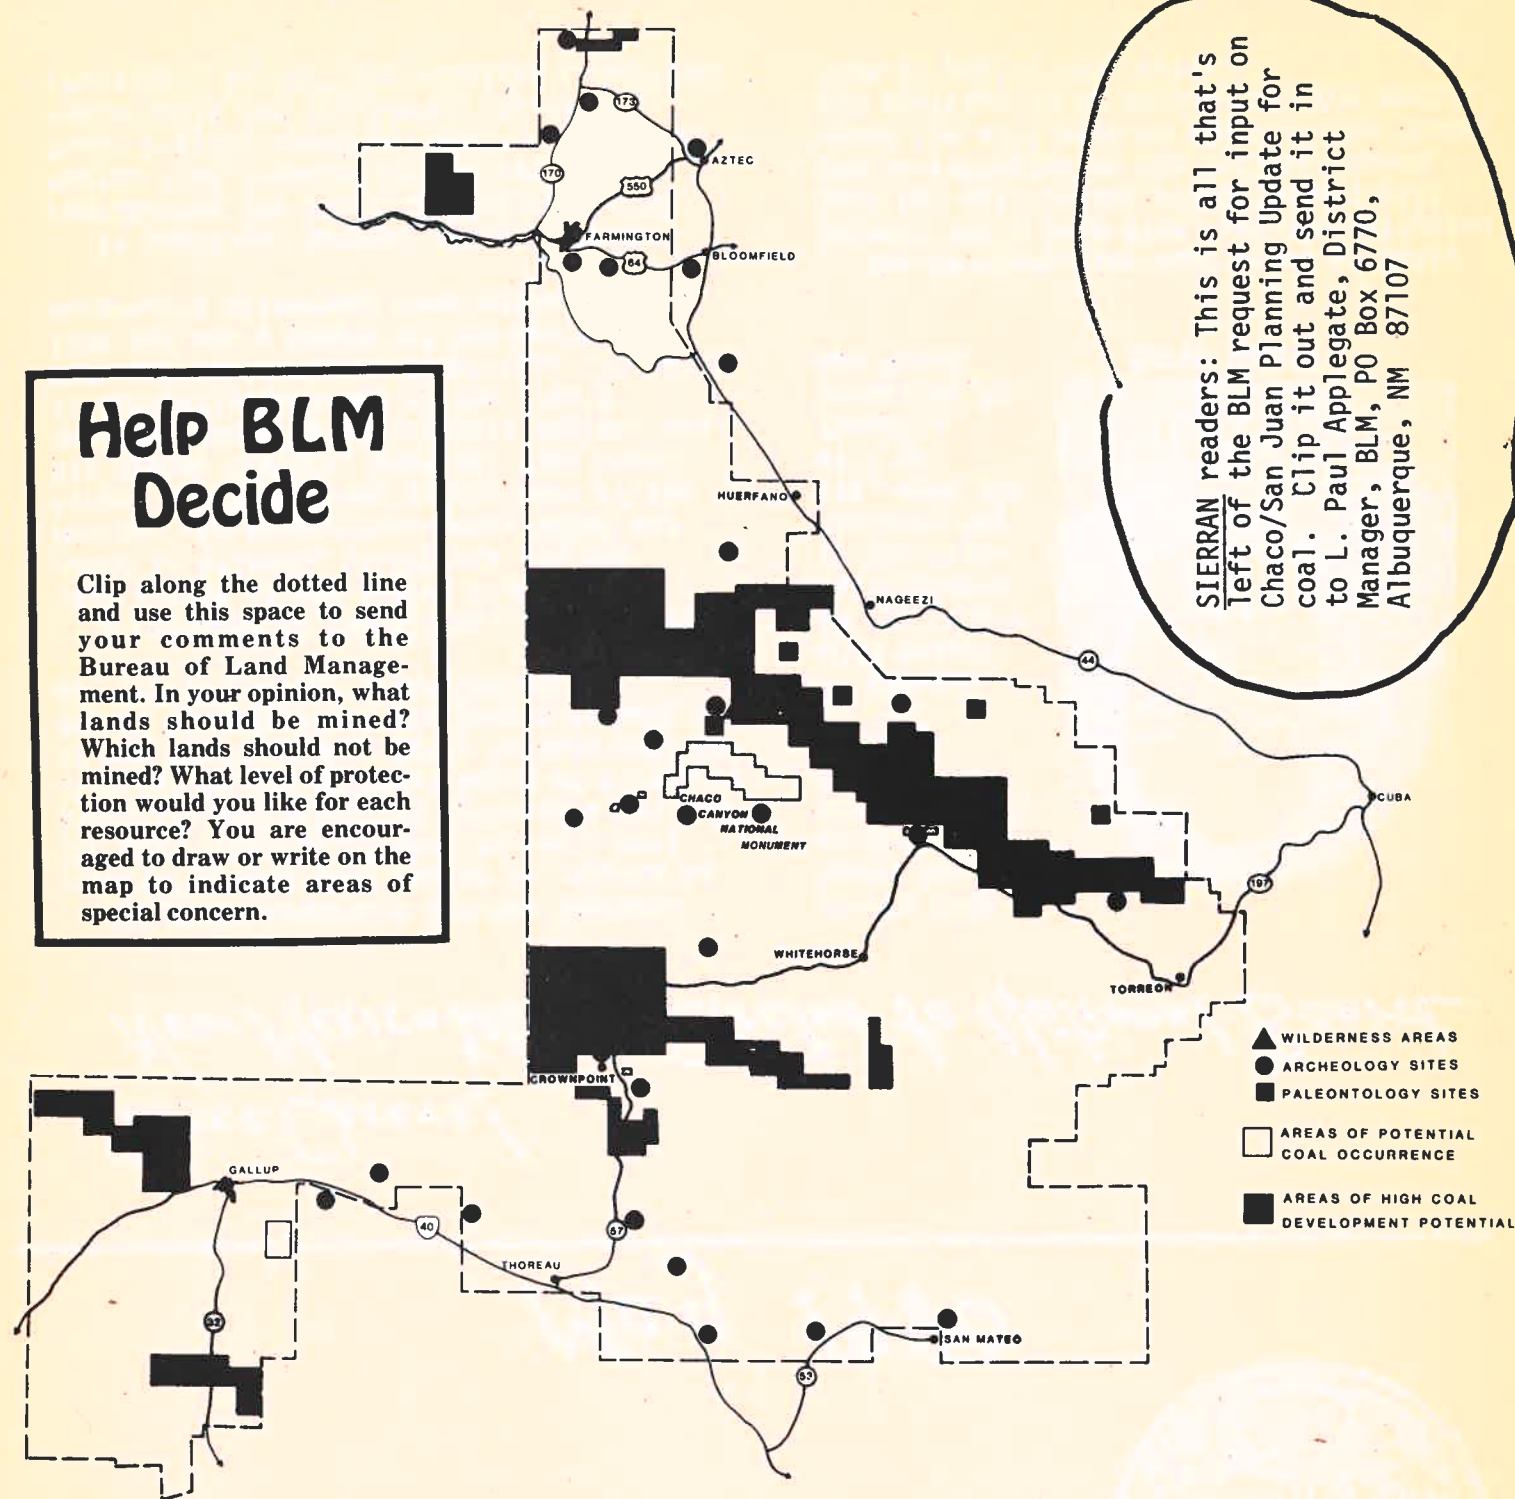 SIERRAN readers: This is all that's
left of the BLM request for input on
Chaco/San Juan Planning Update for
coal. Clip it out and send it in
to L. Paul Applegate, District
Manager, BLM, PO Box 6770,
Albuquerque, NM 87107
Help BLM
Decide
Clip along the dotted line
and use this space to send
your comments to the
Bureau of Land Manage-
ment. In your opinion, what
lands should be mined?
Which lands should not be
mined? What level of protec-
tion would you like for each
resource? You are encour-
aged to draw or write on the
map to indicate areas of
special concern.
173
AZTEC
170
550
FARMINGTON
64
BLOOMFIELD
HUERFANO
NAGEEZI
44
CHACO
CANYON
NATIONAL
MONUMENT
CUBA
197
WHITEHORSE
TORREON
CROWNPOINT
GALLUP
40
57
THOREAU
32
SAN MATEO
53
WILDERNESS AREAS
ARCHEOLOGY SITES
PALEONTOLOGY SITES
AREAS OF POTENTIAL
COAL OCCURRENCE
AREAS OF HIGH COAL
DEVELOPMENT POTENTIAL